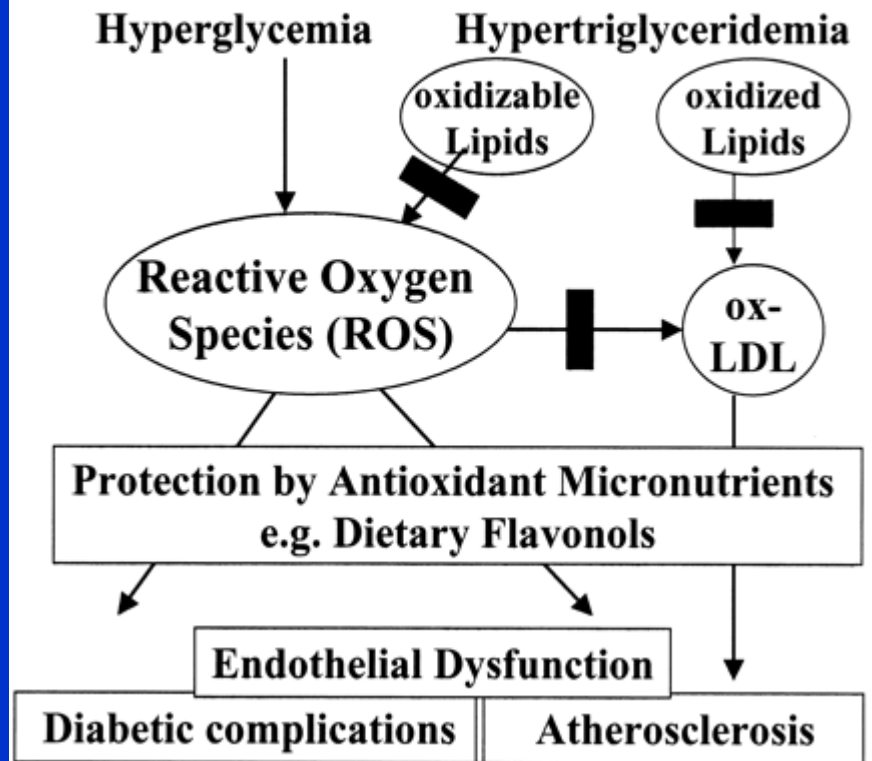 Hyperglycemia
Hypertriglyceridemia
oxidizable
Lipids
oxidized
Lipids
Reactive Oxygen
Species (ROS)
ox-
LDL
Protection by Antioxidant Micronutrients
e.g. Dietary Flavonols
Endothelial Dysfunction
Diabetic complications
Atherosclerosis